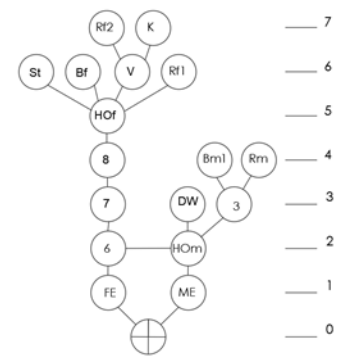 Rf2 K 7
St Bf V Rf1 6
HOf 5
8 Bm1 Rm 4
7 DW 3 3
6 HOm 2
FE ME 1
0